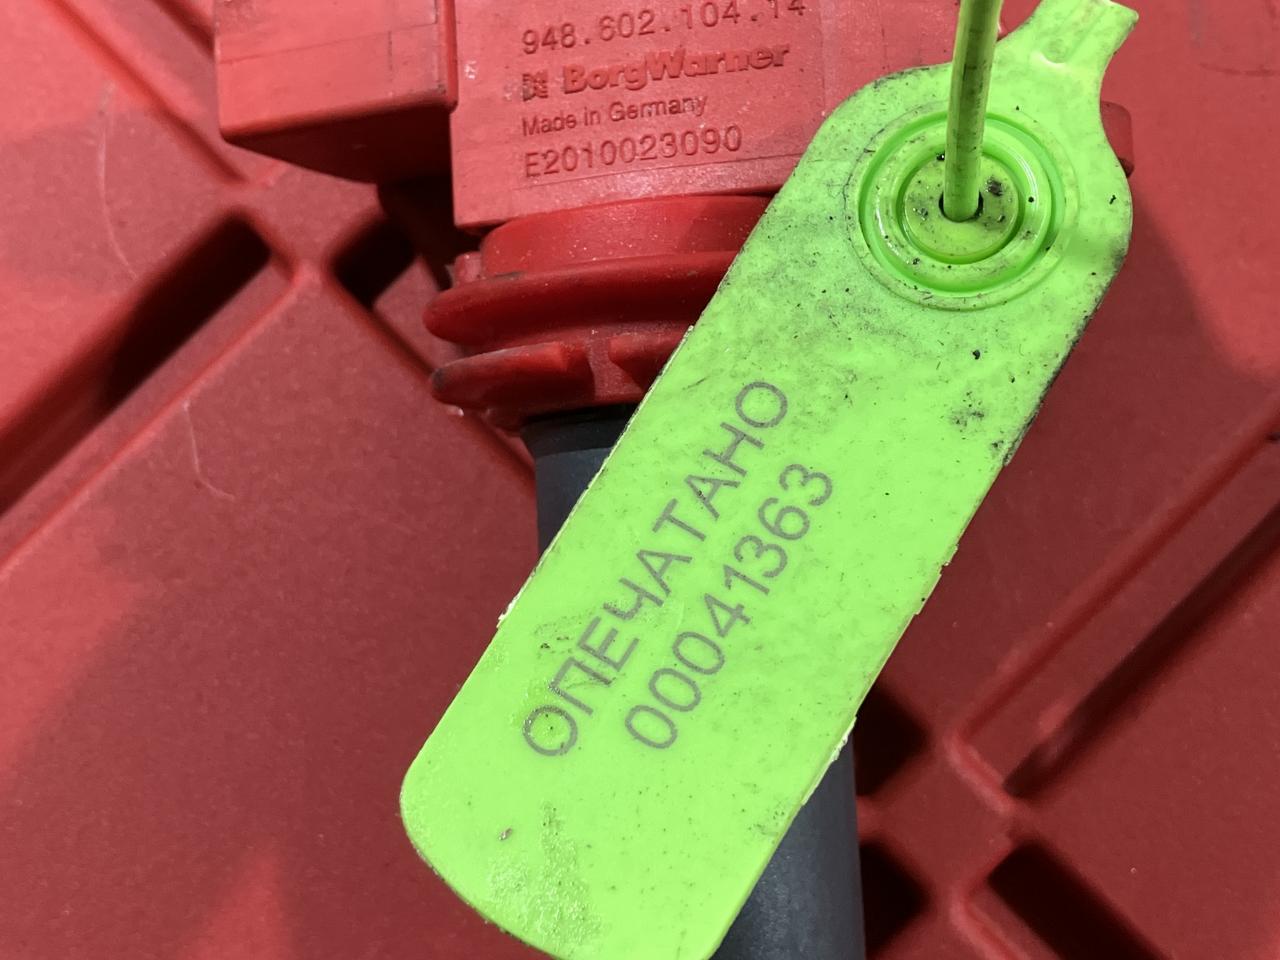 948.602.104.14
BorgWarner
Made in Germany
E2010023090
ОПЕЧАТАНО
00041363